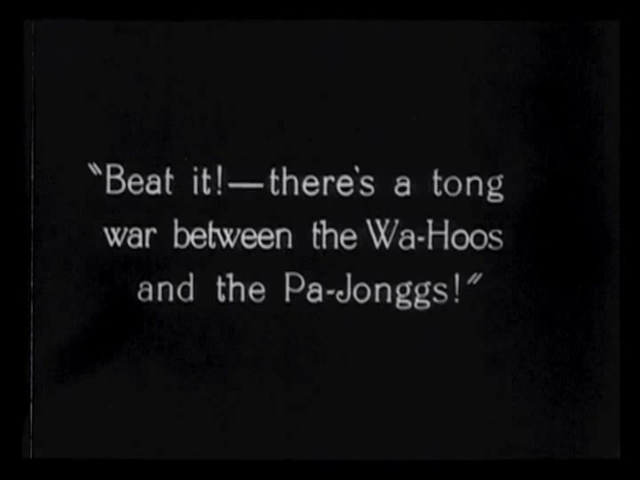 "Beat it!—there's a tong
war between the Wa-Hoos
and the Pa-Jonggs!"